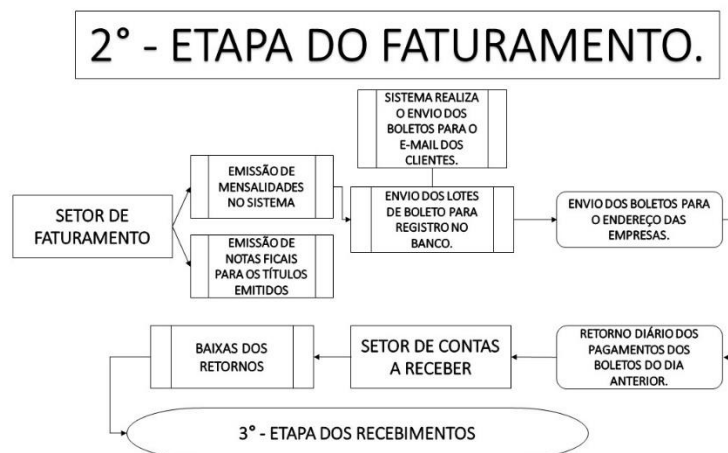 2° - ETAPA DO FATURAMENTO.
SISTEMA REALIZA
O ENVIO DOS
BOLETOS PARA O
E-MAIL DOS
CLIENTES.
EMISSÃO DE
MENSALIDADES
NO SISTEMA
SETOR DE
FATURAMENTO
ENVIO DOS LOTES
DE BOLETO PARA
REGISTRO NO
BANCO.
ENVIO DOS BOLETOS PARA
O ENDEREÇO DAS
EMPRESAS.
EMISSÃO DE
NOTAS FICAIS
PARA OS TÍTULOS
EMITIDOS
RETORNO DIÁRIO DOS
PAGAMENTOS DOS
BOLETOS DO DIA
ANTERIOR.
SETOR DE CONTAS
A RECEBER
BAIXAS DOS
RETORNOS
3° - ETAPA DOS RECEBIMENTOS